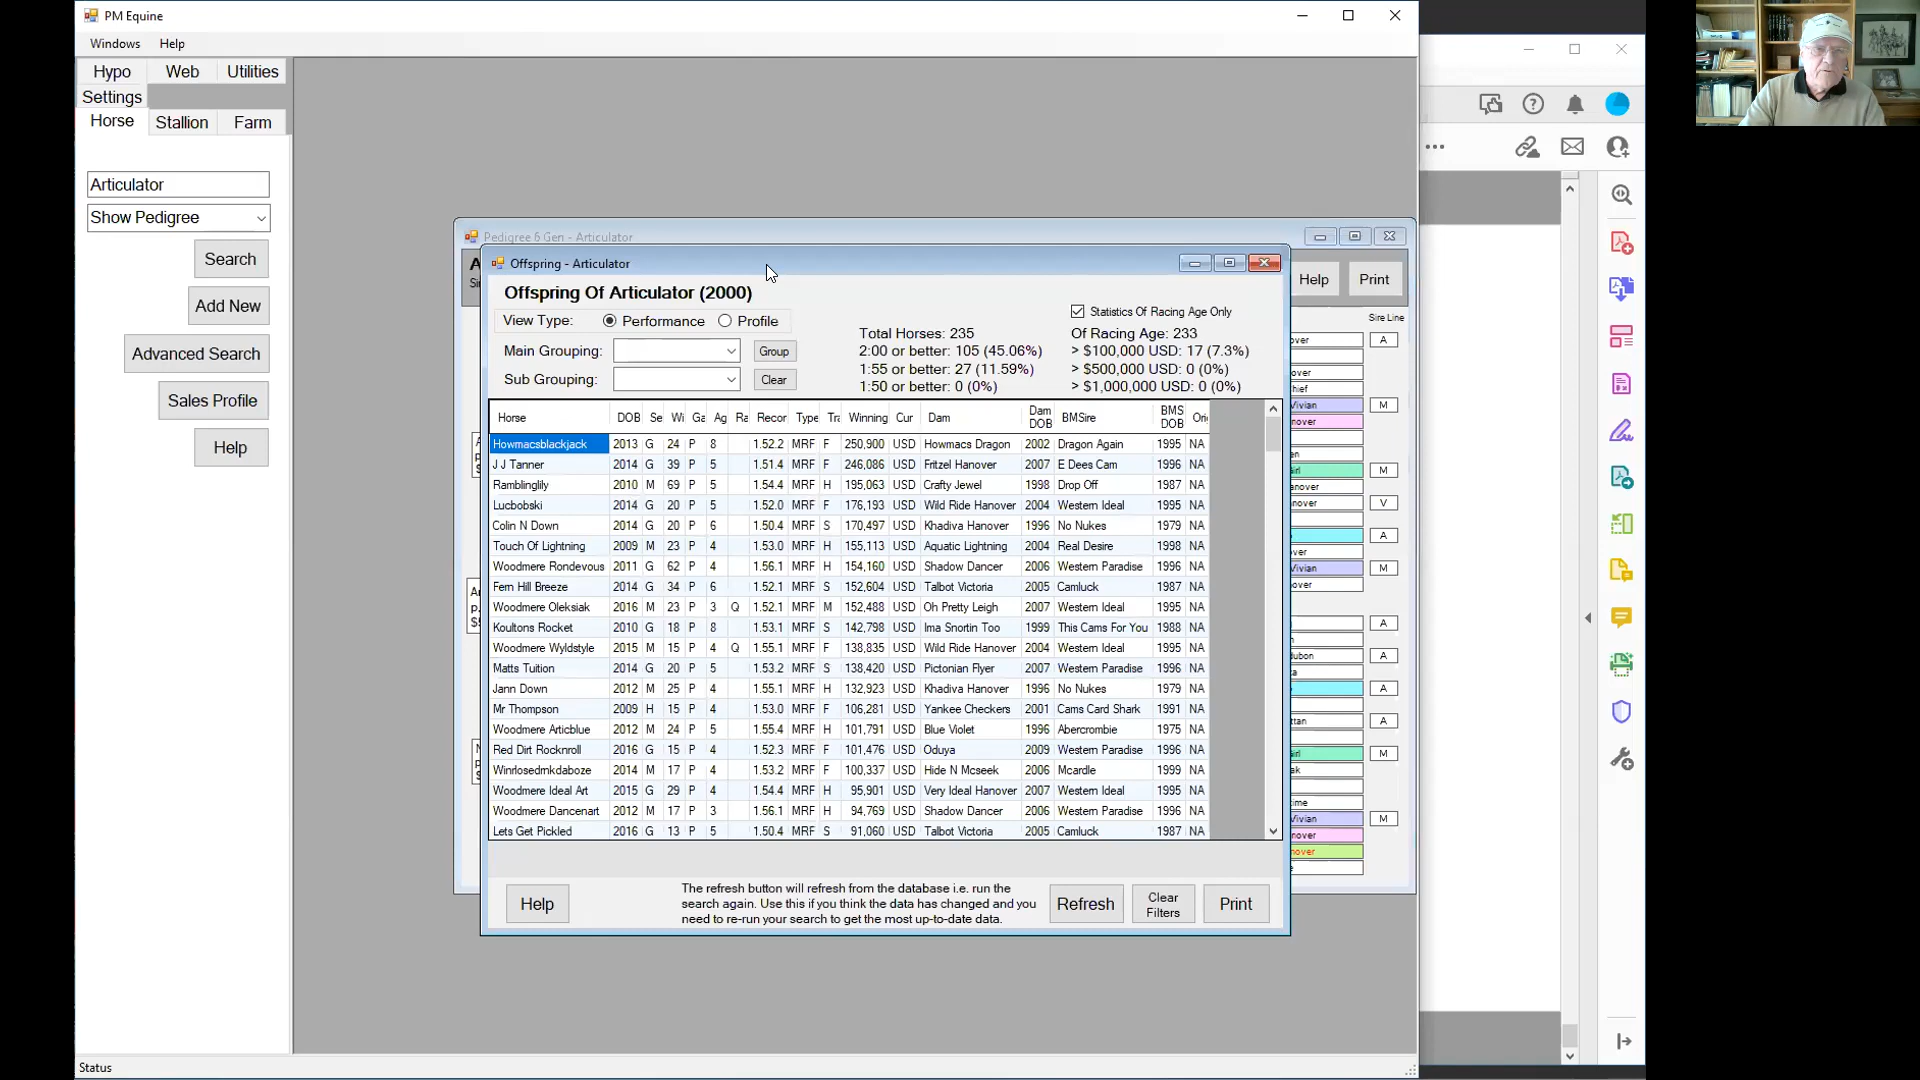 PM Equine
Windows Help
Hypo Web Utilities
Settings
Horse Stallion Farm
Articulator
Show Pedigree
Search
Add New
Advanced Search
Sales Profile
Help
Pedigree 6 Gen - Articulator
Help Print
Sire Line
Offspring - Articulator
Offspring Of Articulator (2000)
View Type: Performance Profile
Main Grouping: Group
Sub Grouping: Clear
Total Horses: 235
2:00 or better: 105 (45.06%)
1:55 or better: 27 (11.59%)
1:50 or better: 0 (0%)
Statistics Of Racing Age Only
Of Racing Age: 233
> $100,000 USD: 17 (7.3%)
> $500,000 USD: 0 (0%)
> $1,000,000 USD: 0 (0%)
Horse DOB Se Wi Ga Ag Ra Recor Type Tra Winning Cur Dam Dam DOB BMSire BMS DOB Ori
Howmacsblackjack 2013 G 24 P 8 1.52.2 MRF F 250,900 USD Howmacs Dragon 2002 Dragon Again 1995 NA
J J Tanner 2014 G 39 P 5 1.51.4 MRF F 246,086 USD Fritzel Hanover 2007 E Dees Cam 1996 NA
Ramblinglily 2010 M 69 P 5 1.54.4 MRF H 195,063 USD Crafty Jewel 1998 Drop Off 1987 NA
Lucbobski 2014 G 20 P 5 1.52.0 MRF F 176,193 USD Wild Ride Hanover 2004 Western Ideal 1995 NA
Colin N Down 2014 G 20 P 6 1.50.4 MRF S 170,497 USD Khadiva Hanover 1996 No Nukes 1979 NA
Touch Of Lightning 2009 M 23 P 4 1.53.0 MRF H 155,113 USD Aquatic Lightning 2004 Real Desire 1998 NA
Woodmere Rondevous 2011 G 62 P 4 1.56.1 MRF H 154,160 USD Shadow Dancer 2006 Western Paradise 1996 NA
Fern Hill Breeze 2014 G 34 P 6 1.52.1 MRF S 152,604 USD Talbot Victoria 2005 Camluck 1987 NA
Woodmere Oleksiak 2016 M 23 P 3 Q 1.52.1 MRF M 152,488 USD Oh Pretty Leigh 2007 Western Ideal 1995 NA
Koultons Rocket 2010 G 18 P 8 1.53.1 MRF S 142,798 USD Ima Snortin Too 1999 This Cams For You 1988 NA
Woodmere Wyldstyle 2015 M 15 P 4 Q 1.55.1 MRF F 138,835 USD Wild Ride Hanover 2004 Western Ideal 1995 NA
Matts Tuition 2014 G 20 P 5 1.53.2 MRF S 138,420 USD Pictonian Flyer 2007 Western Paradise 1996 NA
Jann Down 2012 M 25 P 4 1.55.1 MRF H 132,923 USD Khadiva Hanover 1996 No Nukes 1979 NA
Mr Thompson 2009 H 15 P 4 1.53.0 MRF F 106,281 USD Yankee Checkers 2001 Cams Card Shark 1991 NA
Woodmere Articblue 2012 M 24 P 5 1.55.4 MRF H 101,791 USD Blue Violet 1996 Abercrombie 1975 NA
Red Dirt Rocknroll 2016 G 15 P 4 1.52.3 MRF F 101,476 USD Oduya 2009 Western Paradise 1996 NA
Winrlosedmkdaboze 2014 M 17 P 4 1.53.2 MRF F 100,337 USD Hide N Mcseek 2006 Mcardle 1999 NA
Woodmere Ideal Art 2015 G 29 P 4 1.54.4 MRF H 95,901 USD Very Ideal Hanover 2007 Western Ideal 1995 NA
Woodmere Dancenart 2012 M 17 P 3 1.56.1 MRF H 94,769 USD Shadow Dancer 2006 Western Paradise 1996 NA
Lets Get Pickled 2016 G 13 P 5 1.50.4 MRF S 91,060 USD Talbot Victoria 2005 Camluck 1987 NA
Help
The refresh button will refresh from the database i.e. run the
search again. Use this if you think the data has changed and you
need to re-run your search to get the most up-to-date data.
Refresh Clear Filters Print
A
M
M
V
A
M
A
A
A
A
M
M
Status